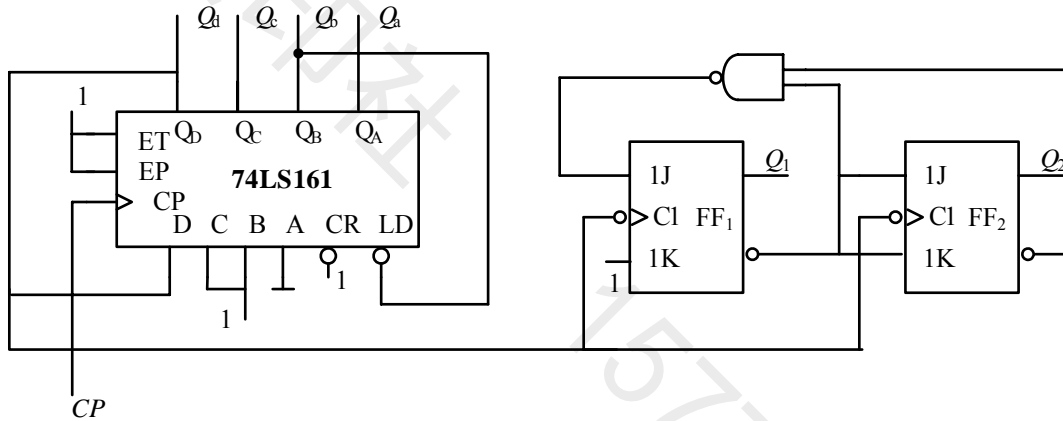 Qd Qc Qb Qa
1
ET QD QC QB QA
EP 74LS161
CP
D C B A CR LD
1
1
CP
1J Q1 1J Q2
C1 FF1 C1 FF2
1K 1K
1
157